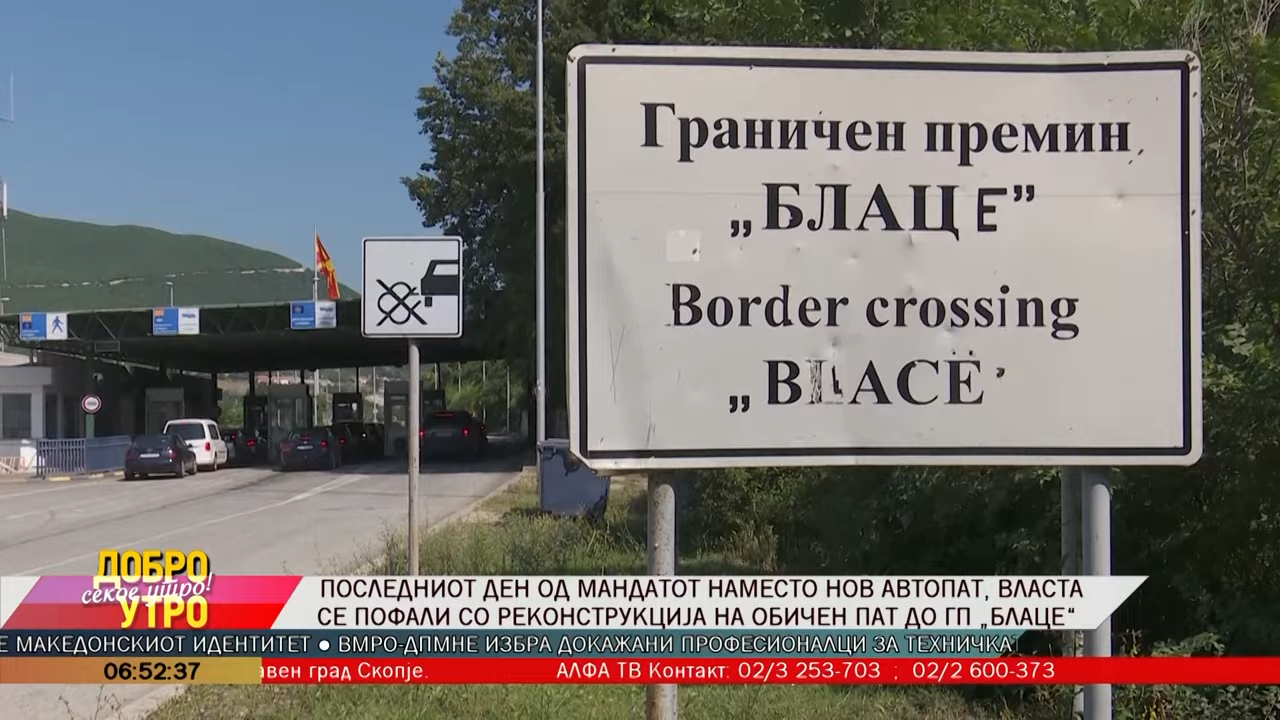 Граничен премин
„БЛАЦЕ”
Border crossing
„BLACE
ДОБРО
секое утро!
УТРО
ПОСЛЕДНИОТ ДЕН ОД МАНДАТОТ НАМЕСТО НОВ АВТОПАТ, ВЛАСТА
СЕ ПОФАЛИ СО РЕКОНСТРУКЦИЈА НА ОБИЧЕН ПАТ ДО ГП „БЛАЦЕ“
Е МАКЕДОНСКИОТ ИДЕНТИТЕТ • ВМРО-ДПМНЕ ИЗБРА ДОКАЖАНИ ПРОФЕСИОНАЛЦИ ЗА ТЕХНИЧКА
06:52:37 авен град Скопје. АЛФА ТВ Контакт: 02/3 253-703 ; 02/2 600-373